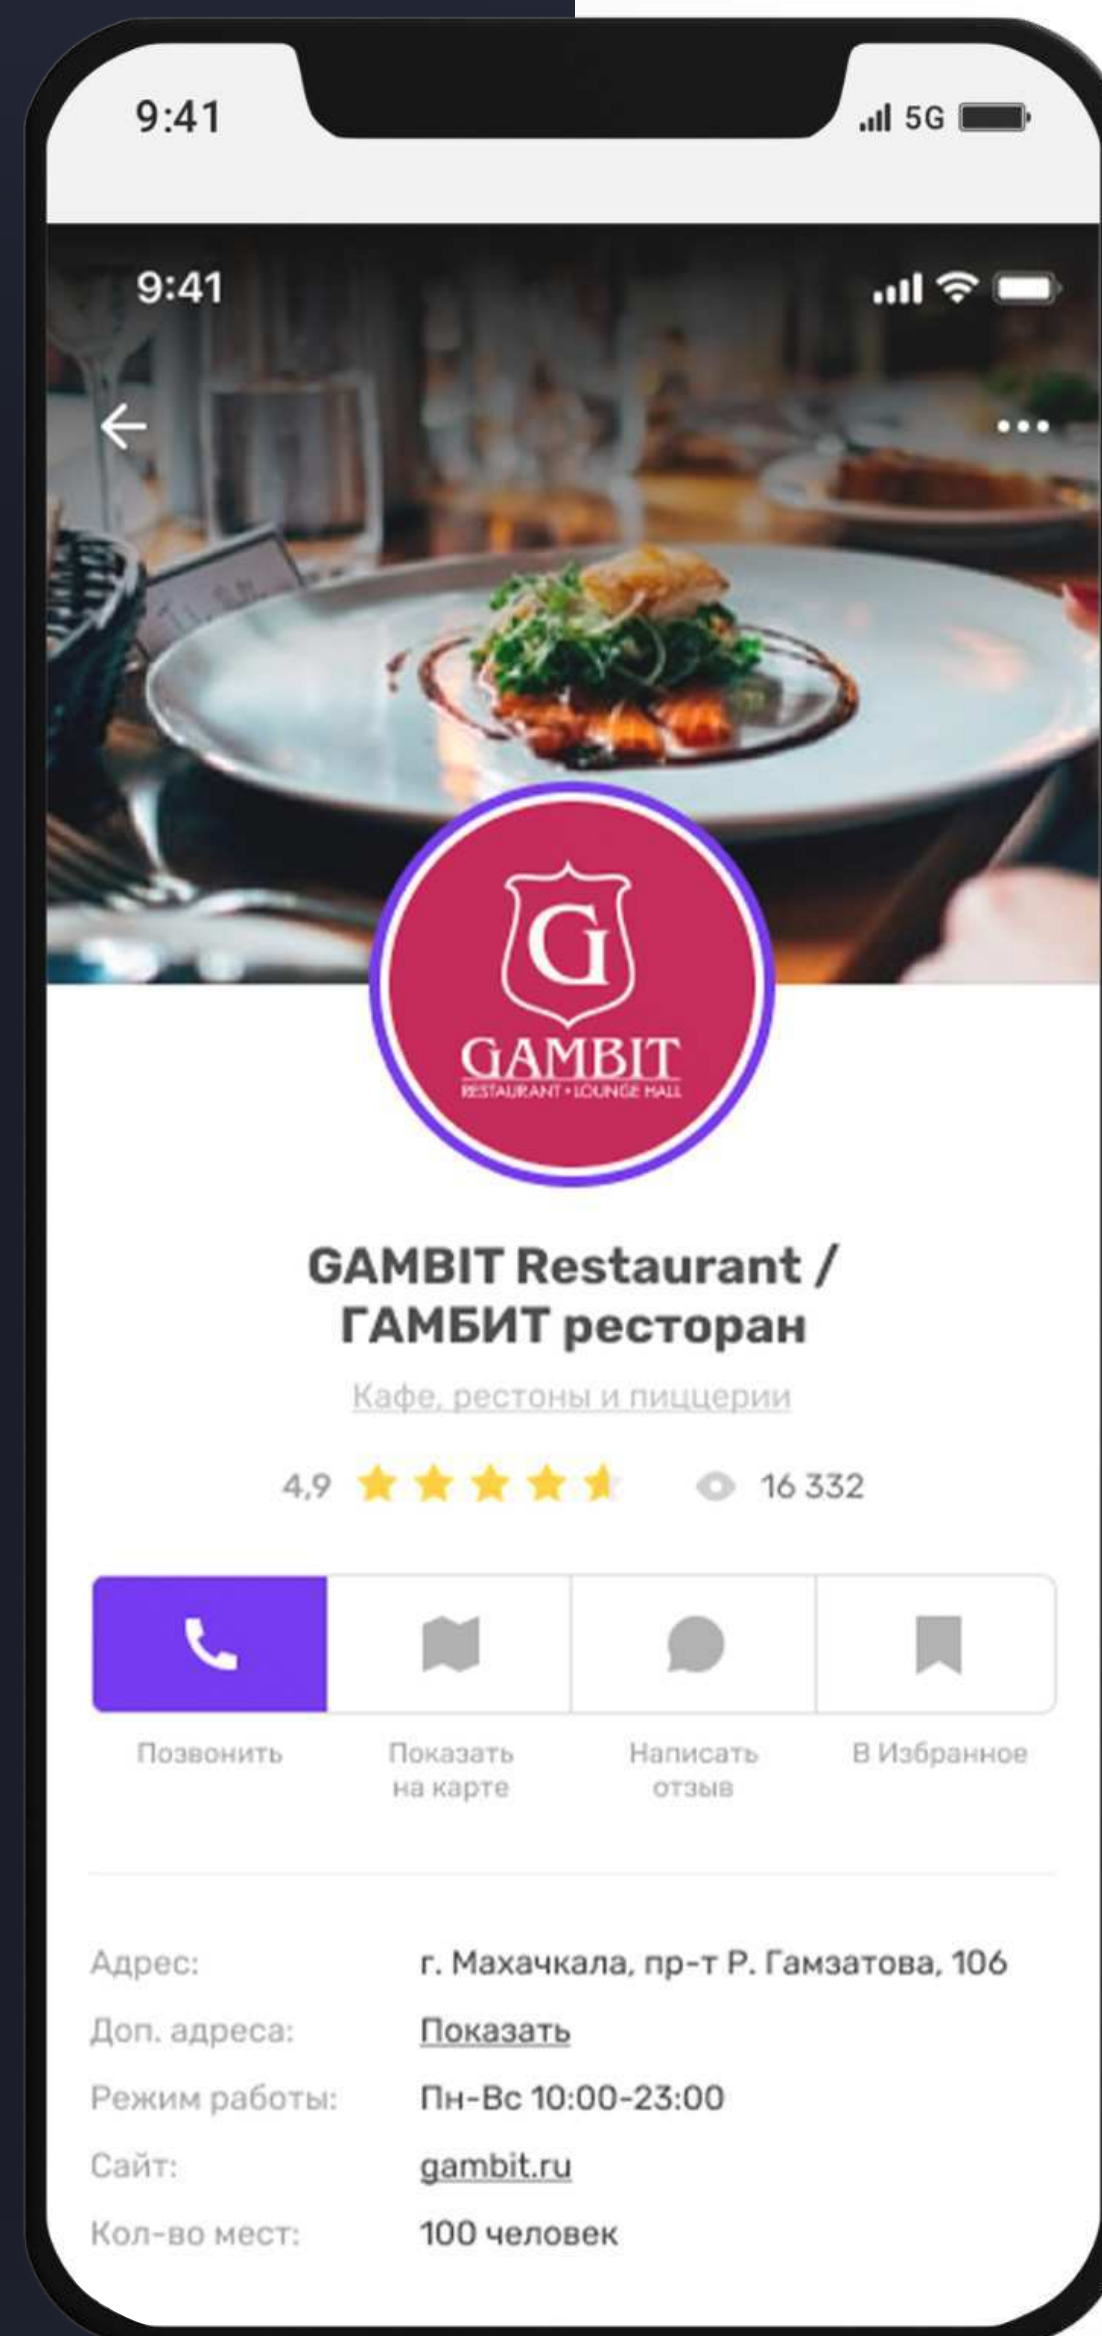 9:41
5G
9:41
G
GAMBIT
RESTAURANT • LOUNGE HALL
GAMBIT Restaurant /
ГАМБИТ ресторан
Кафе, рестоны и пиццерии
4,9
16 332
Позвонить
Показать
на карте
Написать
отзыв
В Избранное
Адрес: г. Махачкала, пр-т Р. Гамзатова, 106
Доп. адреса: Показать
Режим работы: Пн-Вс 10:00-23:00
Сайт: gambit.ru
Кол-во мест: 100 человек